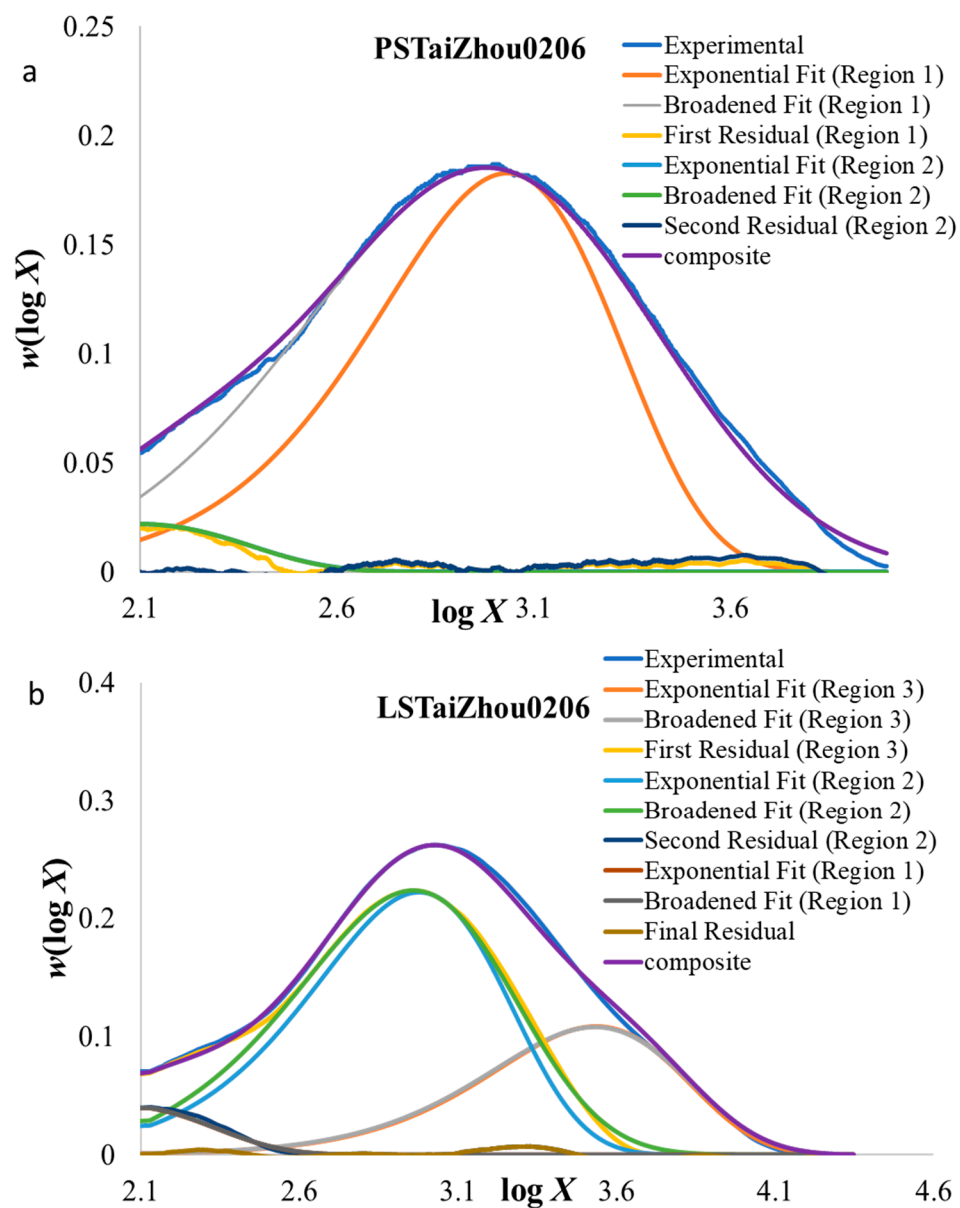 a
PSTaiZhou0206
0.25
0.2
0.15
0.1
0.05
0
w(log X)
Experimental
Exponential Fit (Region 1)
Broadened Fit (Region 1)
First Residual (Region 1)
Exponential Fit (Region 2)
Broadened Fit (Region 2)
Second Residual (Region 2)
composite
2.1 2.6 3.1 3.6
log X
b
LSTaiZhou0206
0.4
0.3
0.2
0.1
0
w(log X)
Experimental
Exponential Fit (Region 3)
Broadened Fit (Region 3)
First Residual (Region 3)
Exponential Fit (Region 2)
Broadened Fit (Region 2)
Second Residual (Region 2)
Exponential Fit (Region 1)
Broadened Fit (Region 1)
Final Residual
composite
2.1 2.6 3.1 3.6 4.1 4.6
log X